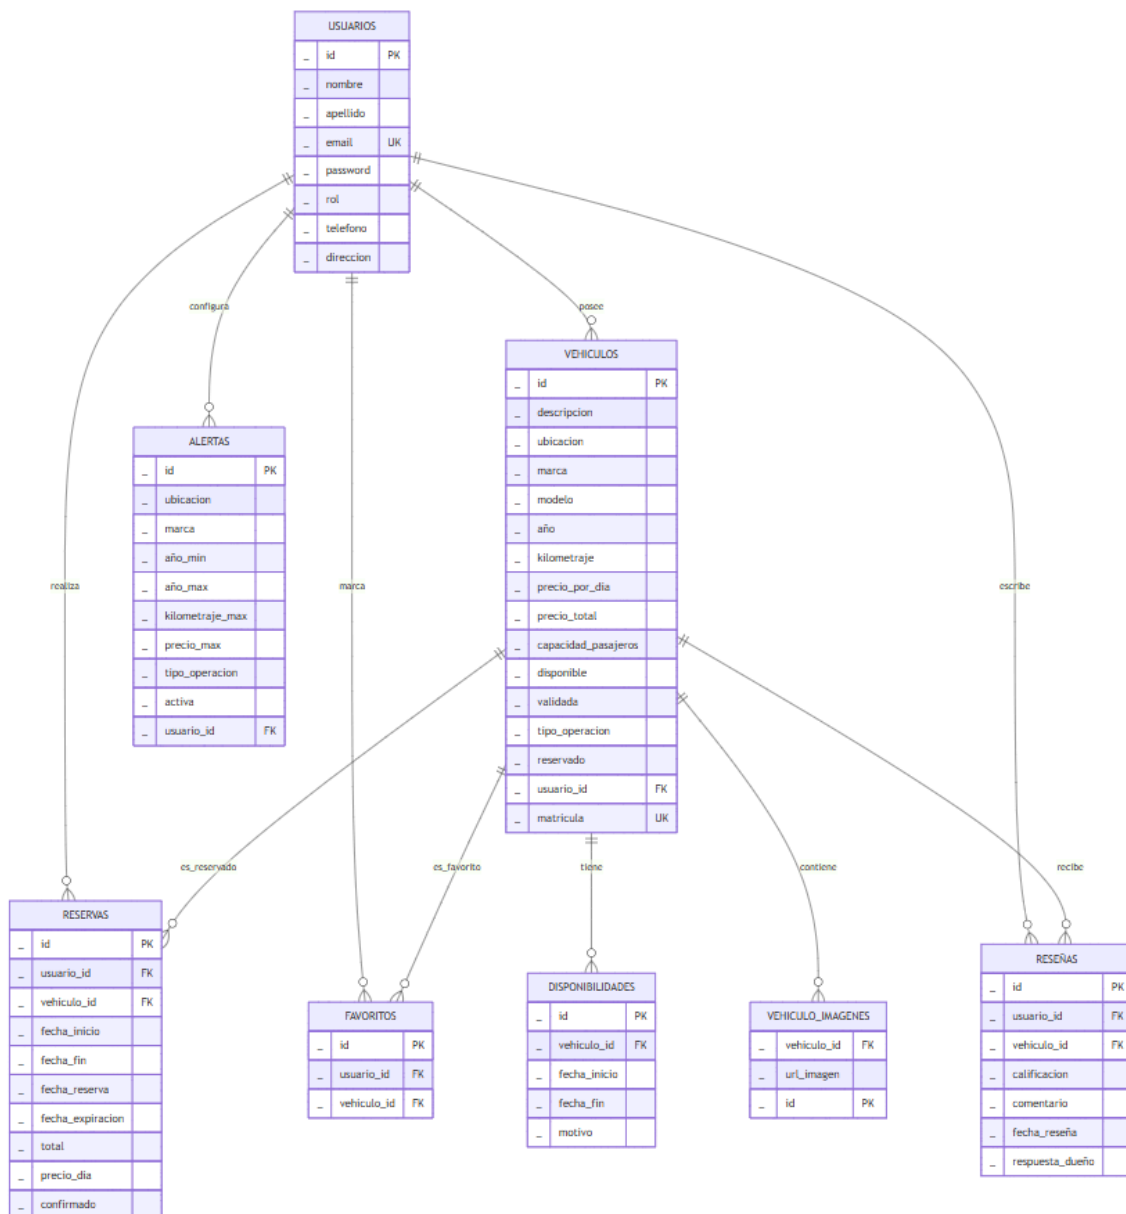 USUARIOS
_ id PK
_ nombre
_ apellido
_ email UK
_ password
_ rol
_ telefono
_ direccion
configura
posee
VEHICULOS
_ id PK
_ descripcion
_ ubicacion
_ marca
_ modelo
_ año
_ kilometraje
_ precio_por_dia
_ precio_total
_ capacidad_pasajeros
_ disponible
_ validada
_ tipo_operacion
_ reservado
_ usuario_id FK
_ matricula UK
ALERTAS
_ id PK
_ ubicacion
_ marca
_ año_min
_ año_max
_ kilometraje_max
_ precio_max
_ tipo_operacion
_ activa
_ usuario_id FK
realiza
marca
escribe
es_reservado
es_favorito
tiene
contiene
recibe
RESERVAS
_ id PK
_ usuario_id FK
_ vehiculo_id FK
_ fecha_inicio
_ fecha_fin
_ fecha_reserva
_ fecha_expiracion
_ total
_ precio_dia
_ confirmado
FAVORITOS
_ id PK
_ usuario_id FK
_ vehiculo_id FK
DISPONIBILIDADES
_ id PK
_ vehiculo_id FK
_ fecha_inicio
_ fecha_fin
_ motivo
VEHICULO_IMAGENES
_ vehiculo_id FK
_ url_imagen
_ id PK
RESEÑAS
_ id PK
_ usuario_id FK
_ vehiculo_id FK
_ calificacion
_ comentario
_ fecha_reseña
_ respuesta_dueño